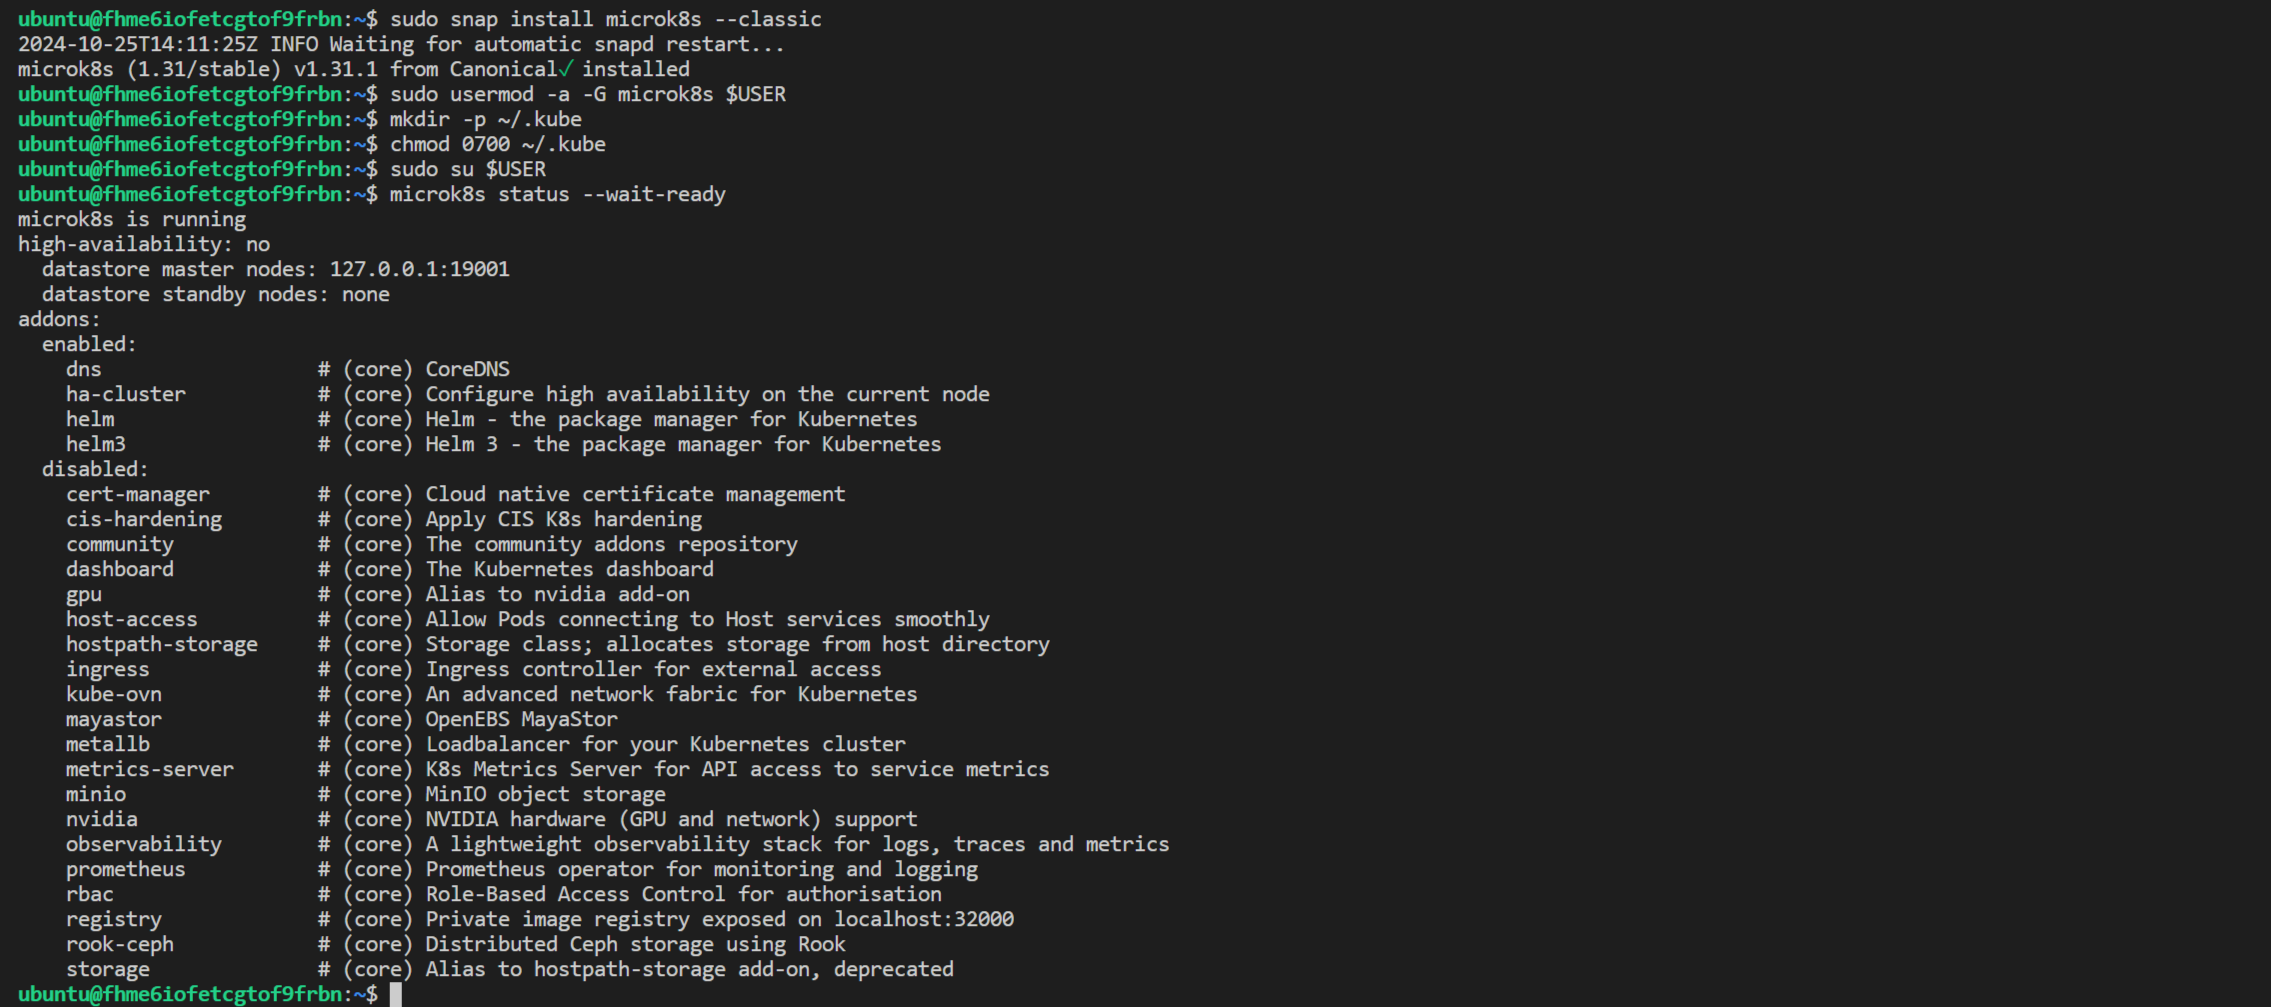 ubuntu@fhme6iofetcgtof9frbn:~$ sudo snap install microk8s --classic
2024-10-25T14:11:25Z INFO Waiting for automatic snapd restart...
microk8s (1.31/stable) v1.31.1 from Canonical✓ installed
ubuntu@fhme6iofetcgtof9frbn:~$ sudo usermod -a -G microk8s $USER
ubuntu@fhme6iofetcgtof9frbn:~$ mkdir -p ~/.kube
ubuntu@fhme6iofetcgtof9frbn:~$ chmod 0700 ~/.kube
ubuntu@fhme6iofetcgtof9frbn:~$ sudo su $USER
ubuntu@fhme6iofetcgtof9frbn:~$ microk8s status --wait-ready
microk8s is running
high-availability: no
  datastore master nodes: 127.0.0.1:19001
  datastore standby nodes: none
addons:
  enabled:
    dns                  # (core) CoreDNS
    ha-cluster           # (core) Configure high availability on the current node
    helm                 # (core) Helm - the package manager for Kubernetes
    helm3                # (core) Helm 3 - the package manager for Kubernetes
  disabled:
    cert-manager         # (core) Cloud native certificate management
    cis-hardening        # (core) Apply CIS K8s hardening
    community            # (core) The community addons repository
    dashboard            # (core) The Kubernetes dashboard
    gpu                  # (core) Alias to nvidia add-on
    host-access          # (core) Allow Pods connecting to Host services smoothly
    hostpath-storage     # (core) Storage class; allocates storage from host directory
    ingress              # (core) Ingress controller for external access
    kube-ovn             # (core) An advanced network fabric for Kubernetes
    mayastor             # (core) OpenEBS MayaStor
    metallb              # (core) Loadbalancer for your Kubernetes cluster
    metrics-server       # (core) K8s Metrics Server for API access to service metrics
    minio                # (core) MinIO object storage
    nvidia               # (core) NVIDIA hardware (GPU and network) support
    observability        # (core) A lightweight observability stack for logs, traces and metrics
    prometheus           # (core) Prometheus operator for monitoring and logging
    rbac                 # (core) Role-Based Access Control for authorisation
    registry             # (core) Private image registry exposed on localhost:32000
    rook-ceph            # (core) Distributed Ceph storage using Rook
    storage              # (core) Alias to hostpath-storage add-on, deprecated
ubuntu@fhme6iofetcgtof9frbn:~$